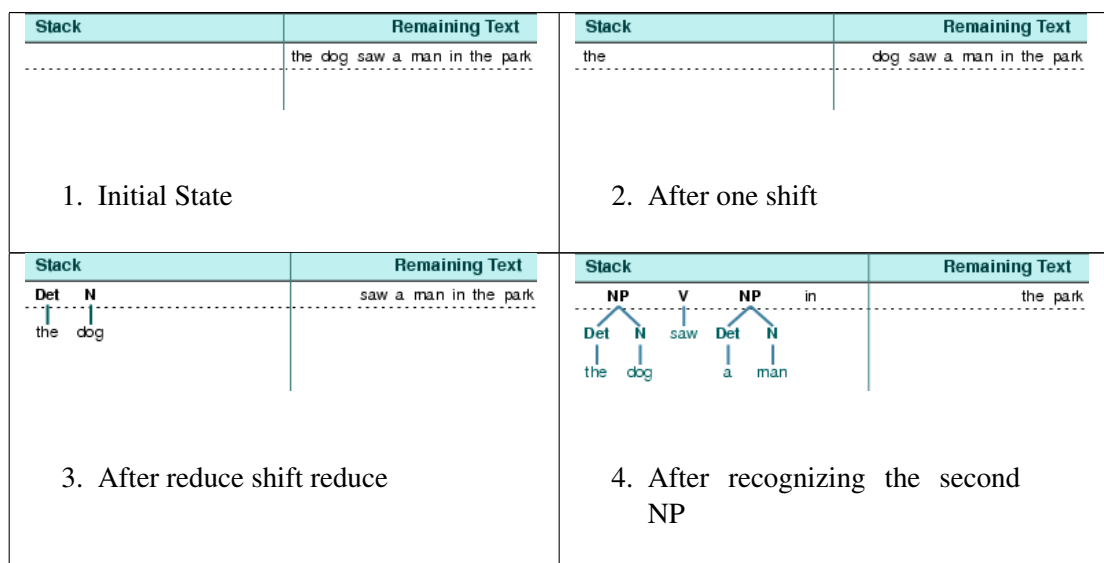 Stack Remaining Text
the dog saw a man in the park
1. Initial State
Stack Remaining Text
the dog saw a man in the park
2. After one shift
Stack Remaining Text
Det N saw a man in the park
the dog
3. After reduce shift reduce
Stack Remaining Text
NP V NP in the park
Det N saw Det N
the dog a man
4. After recognizing the second
NP